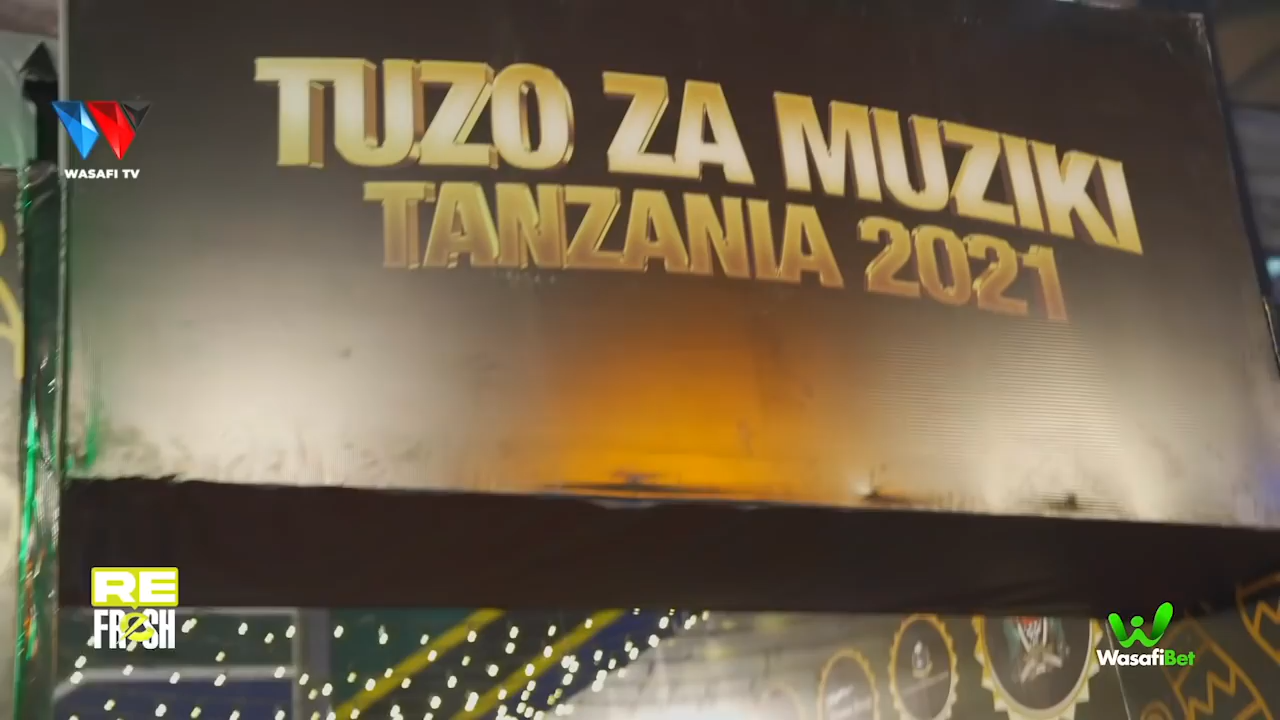 TUZO ZA MUZIKI
TANZANIA 2021
WASAFI TV
RE
FRESH
WasafiBet